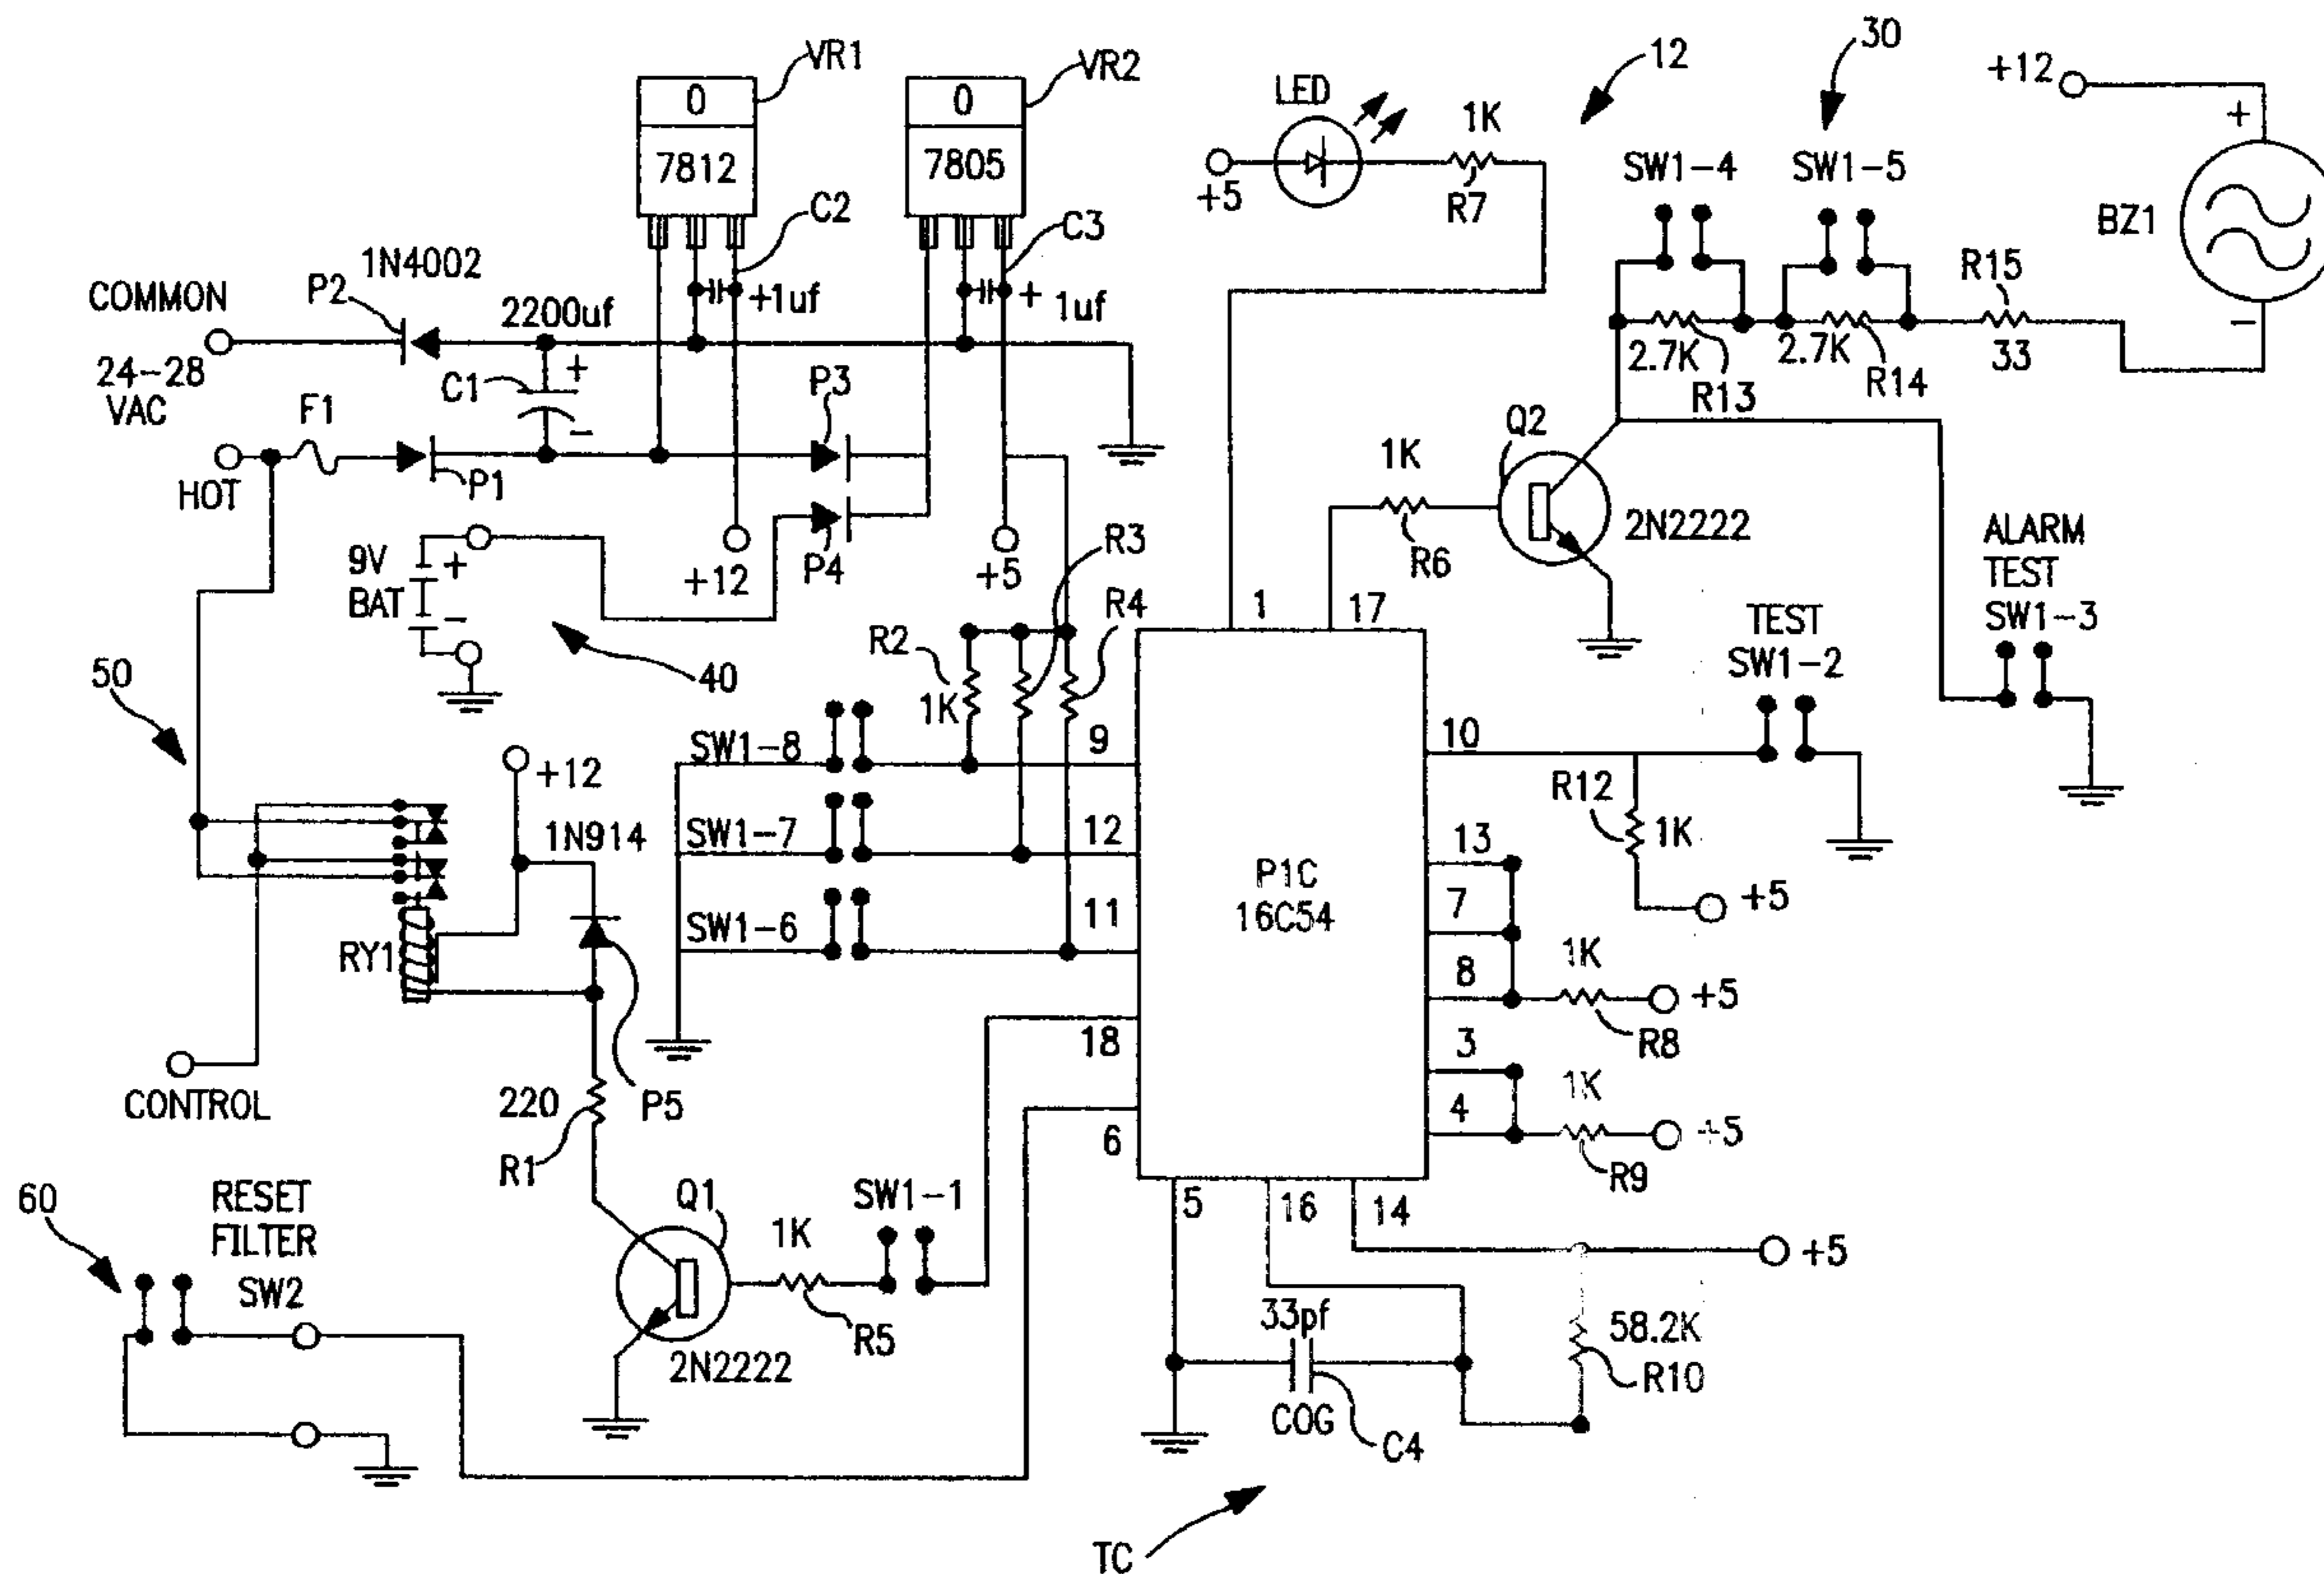 VR1
VR2
0
0
7812
7805
C2
C3
1N4002
P2
COMMON
24-28
VAC
2200uf
+1uf
+
1uf
C1
+
-
F1
P3
HOT
P1
P4
9V
BAT
+
-
+12
+5
R3
R4
40
50
R2
1K
LED
+5
1K
R7
12
30
SW1-4
SW1-5
+12
+
BZ1
-
R15
33
2.7K
R13
2.7K
R14
Q2
1K
R6
2N2222
ALARM
TEST
SW1-3
TEST
SW1-2
1
17
9
12
11
18
6
10
13
7
8
3
4
5
16
14
P1C
16C54
R12
1K
+5
1K
+5
R8
1K
+5
R9
+5
58.2K
R10
33pf
COG
C4
TC
SW1-8
SW1-7
SW1-6
+12
1N914
RY1
CONTROL
220
R1
P5
Q1
1K
SW1-1
R5
2N2222
60
RESET
FILTER
SW2